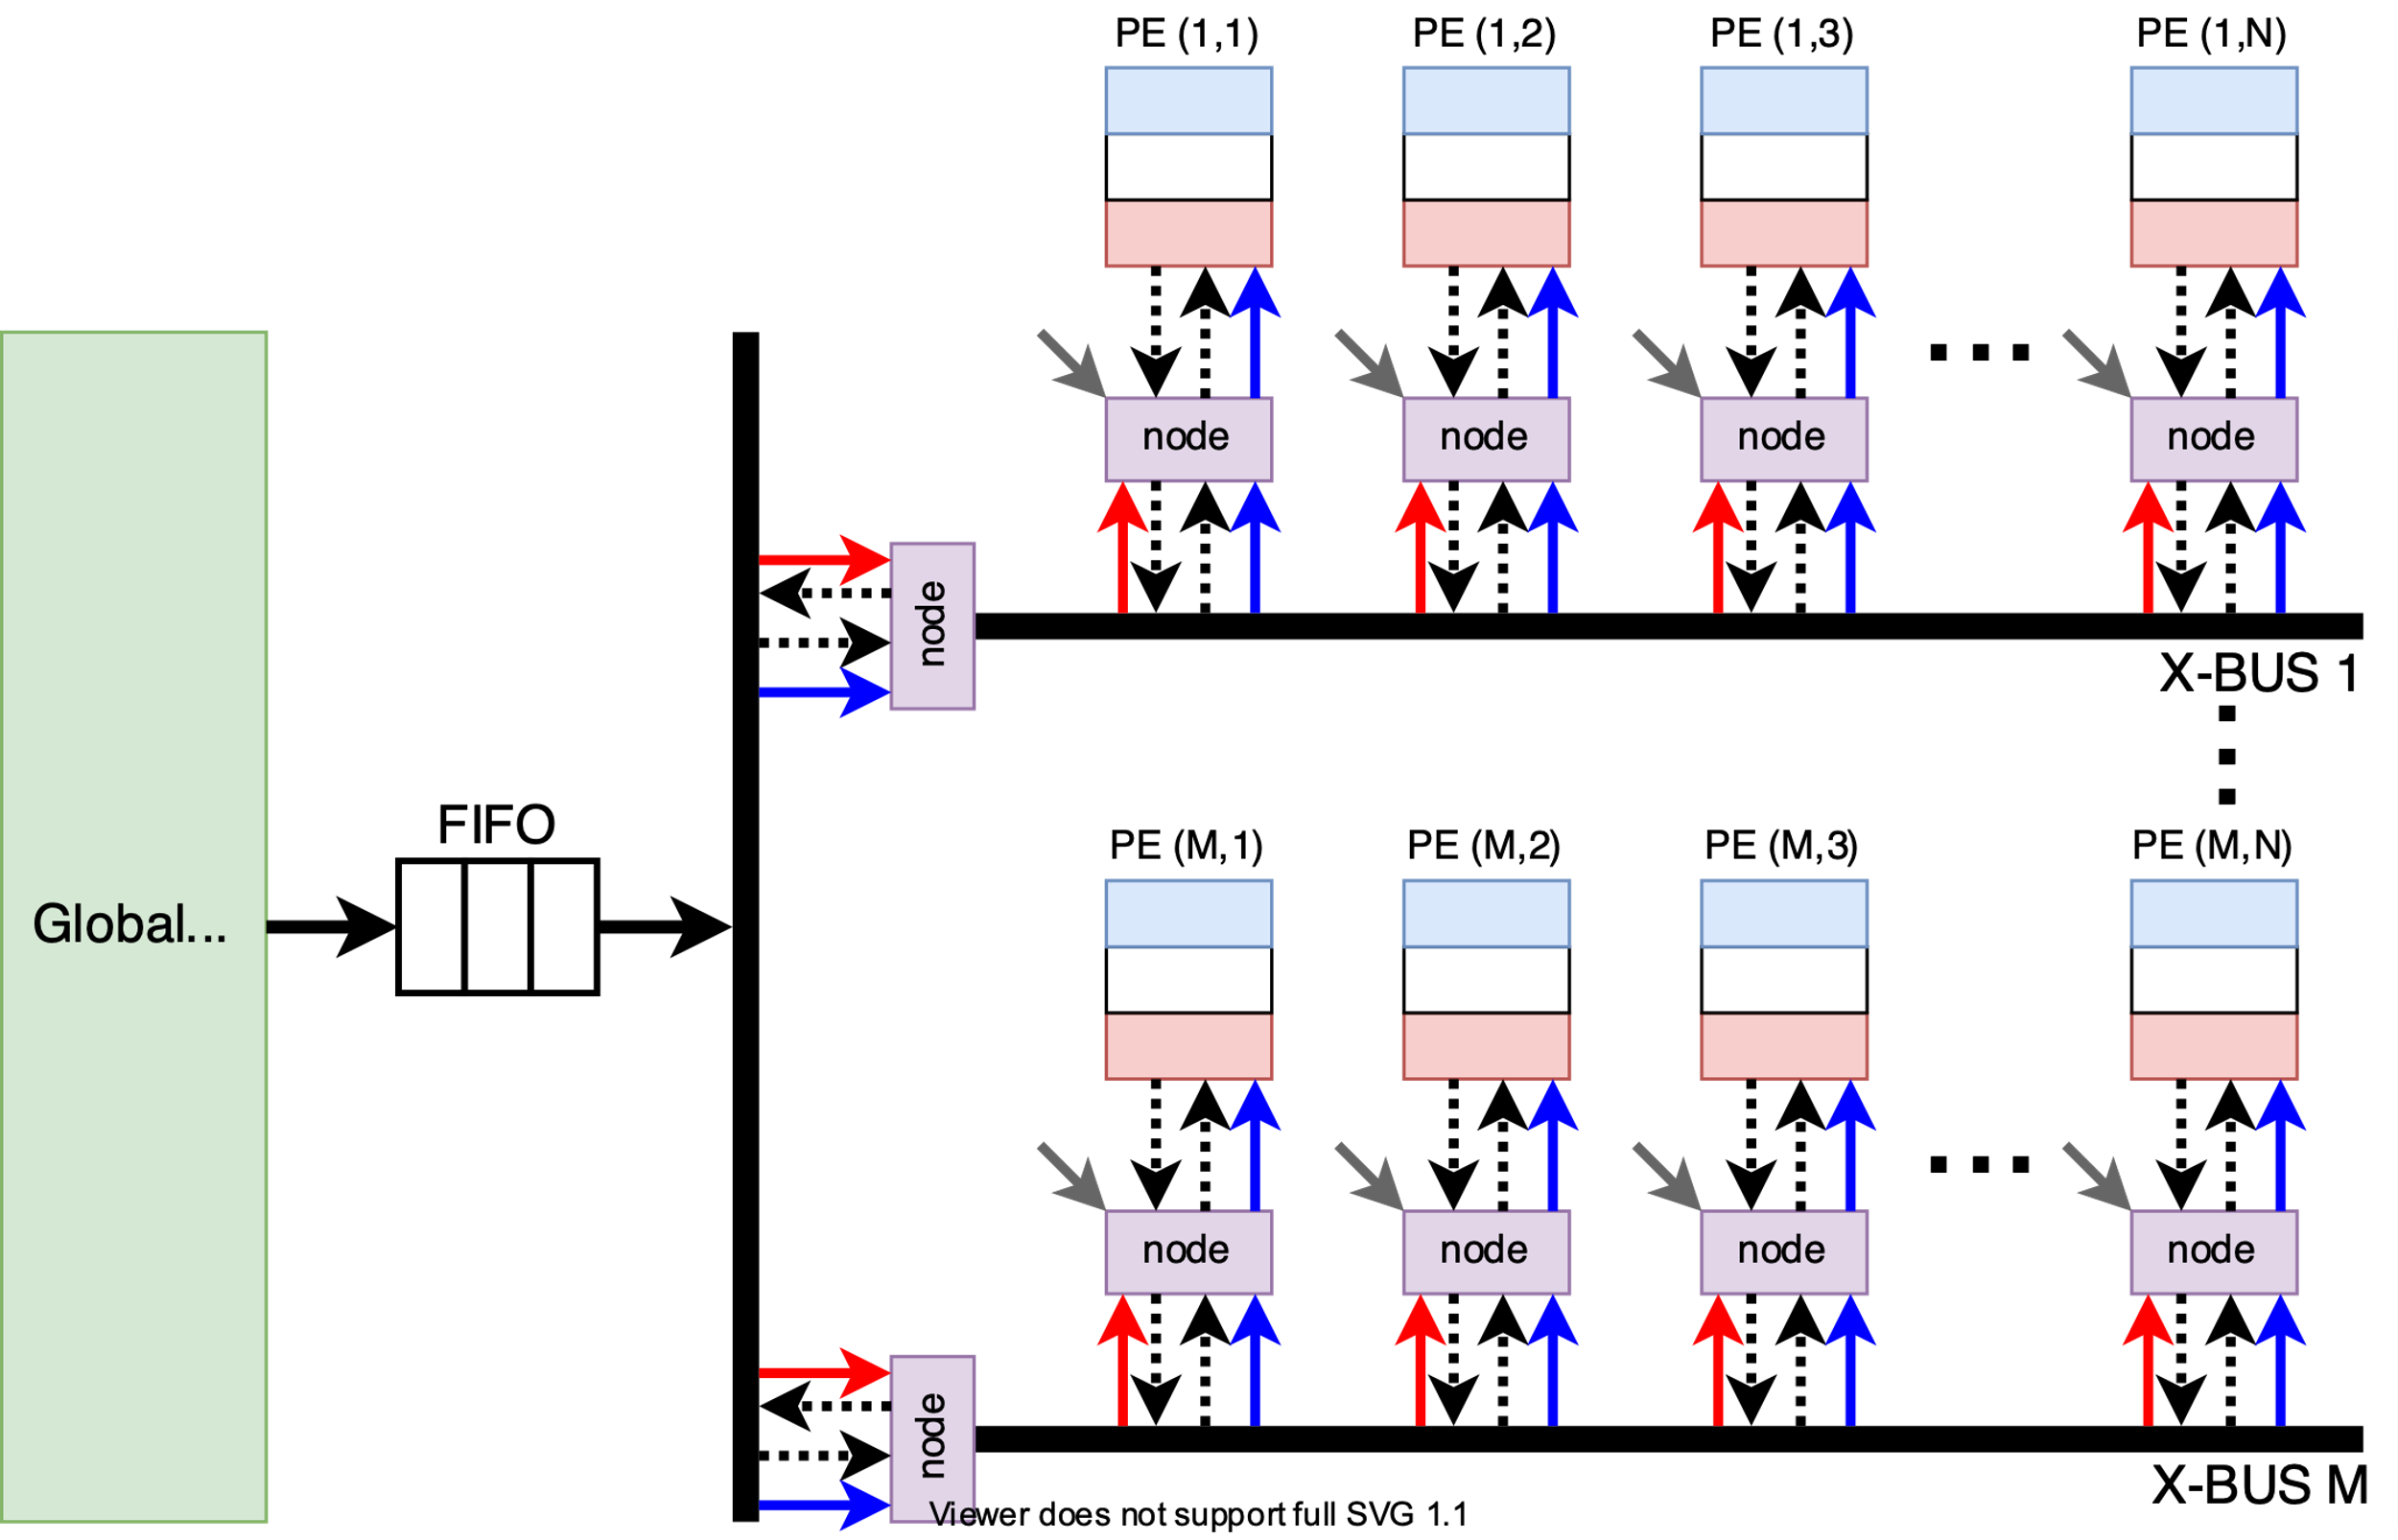 PE (1,1)
PE (1,2)
PE (1,3)
PE (1,N)
node
node
node
node
node
X-BUS 1
FIFO
Global...
PE (M,1)
PE (M,2)
PE (M,3)
PE (M,N)
node
node
node
node
node
X-BUS M
Viewer does not support full SVG 1.1